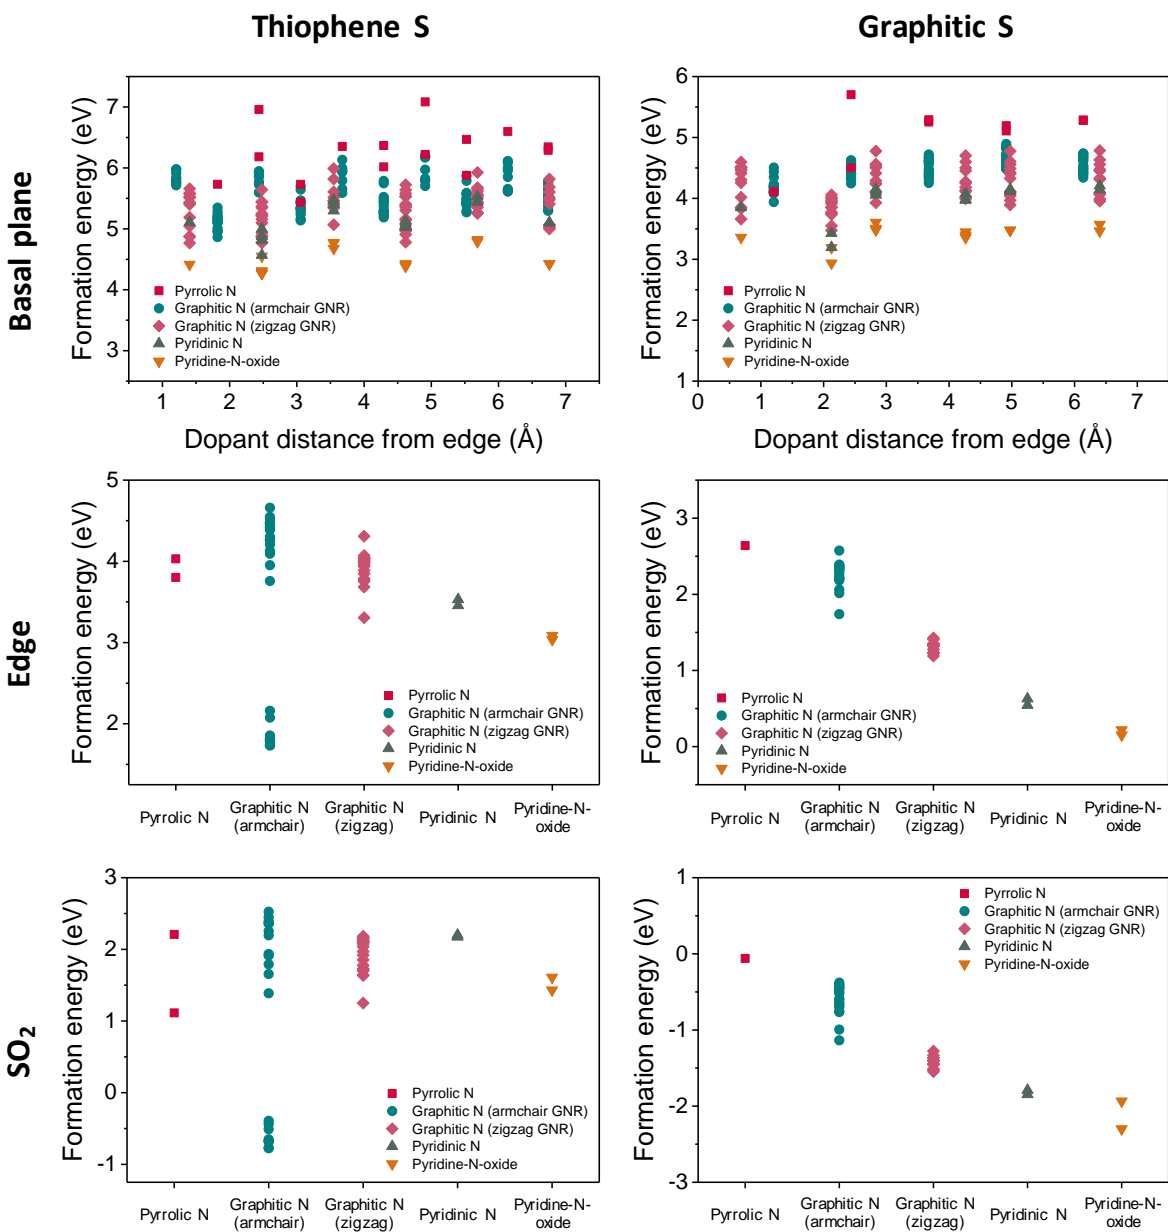 Thiophene S
Graphitic S
Basal plane
Formation energy (eV)
7
6
5
4
3
Pyrrolic N
Graphitic N (armchair GNR)
Graphitic N (zigzag GNR)
Pyridinic N
Pyridine-N-oxide
1 2 3 4 5 6 7
Dopant distance from edge (Å)
Formation energy (eV)
6
5
4
3
2
1
Pyrrolic N
Graphitic N (armchair GNR)
Graphitic N (zigzag GNR)
Pyridinic N
Pyridine-N-oxide
0 1 2 3 4 5 6 7
Dopant distance from edge (Å)
Edge
Formation energy (eV)
5
4
3
2
Pyrrolic N
Graphitic N (armchair GNR)
Graphitic N (zigzag GNR)
Pyridinic N
Pyridine-N-oxide
Pyrrolic N Graphitic N Graphitic N Pyridinic N Pyridine-N-
(armchair) (zigzag) oxide
Formation energy (eV)
3
2
1
0
Pyrrolic N
Graphitic N (armchair GNR)
Graphitic N (zigzag GNR)
Pyridinic N
Pyridine-N-oxide
Pyrrolic N Graphitic N Graphitic N Pyridinic N Pyridine-N-
(armchair) (zigzag) oxide
SO2
Formation energy (eV)
3
2
1
0
-1
Pyrrolic N
Graphitic N (armchair GNR)
Graphitic N (zigzag GNR)
Pyridinic N
Pyridine-N-oxide
Pyrrolic N Graphitic N Graphitic N Pyridinic N Pyridine-N-
(armchair) (zigzag) oxide
Formation energy (eV)
1
0
-1
-2
-3
Pyrrolic N
Graphitic N (armchair GNR)
Graphitic N (zigzag GNR)
Pyridinic N
Pyridine-N-oxide
Pyrrolic N Graphitic N Graphitic N Pyridinic N Pyridine-N-
(armchair) (zigzag) oxide